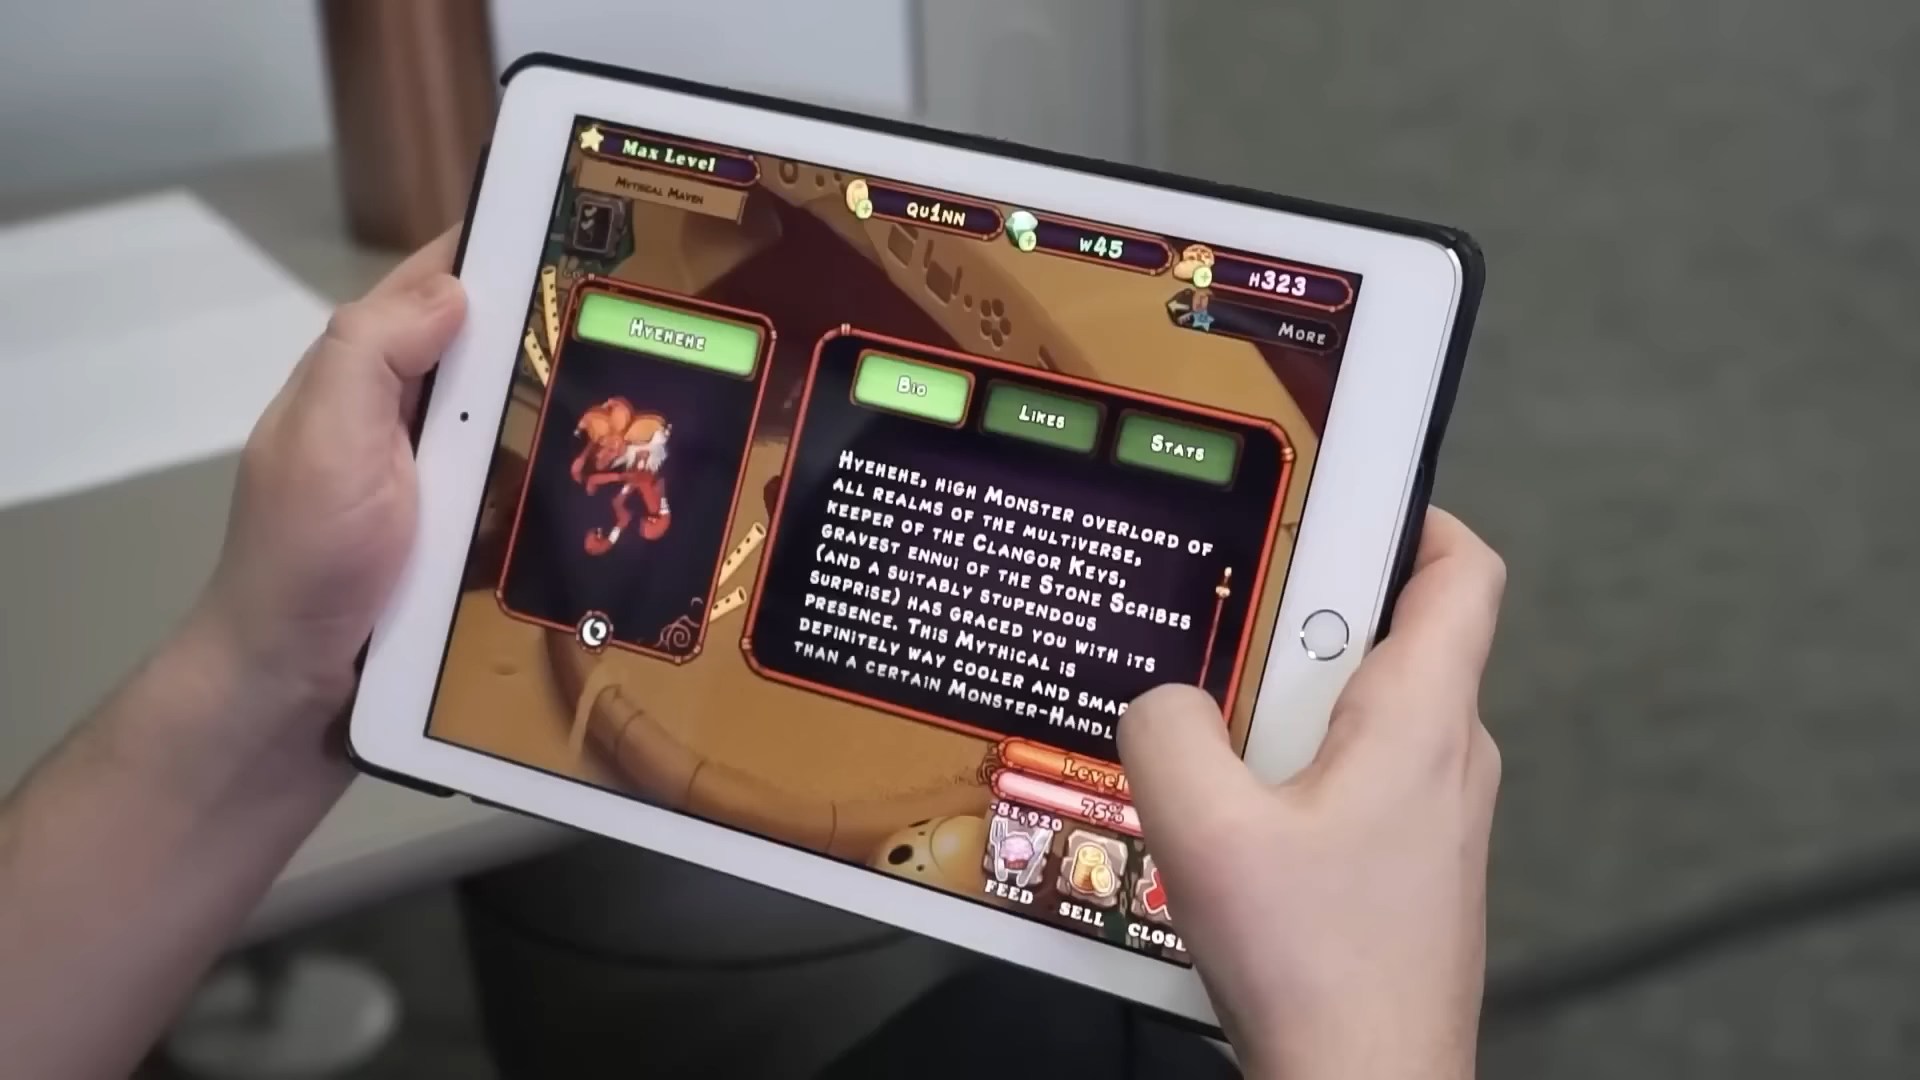 Max Level
Mythical Maven
QU1NN
W45
H323
More
Hyehehe
Bio
Likes
Stats
Hyehehe, high Monster overlord of
all realms of the multiverse,
keeper of the Clangor Keys,
gravest ennui of the Stone Scribes
(and a suitably stupendous
surprise) has graced you with its
presence. This Mythical is
definitely way cooler and
than a certain Monster-
Level
75%
-81,920
FEED
SELL
CLOSE